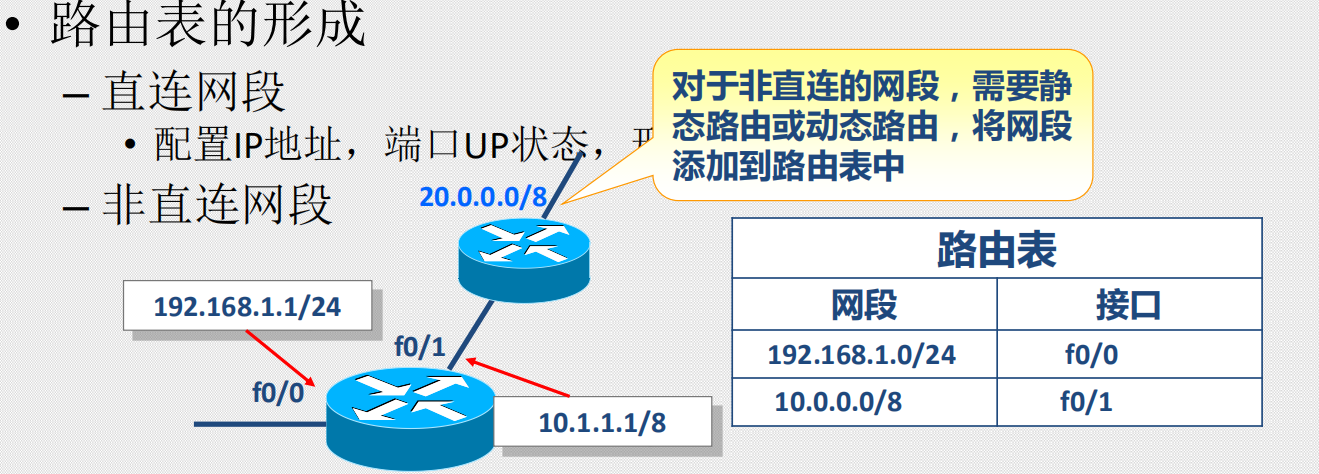 • 路由表的形成
– 直连网段
• 配置IP地址，端口UP状态，
– 非直连网段
对于非直连的网段，需要静
态路由或动态路由，将网段
添加到路由表中
20.0.0.0/8
192.168.1.1/24
f0/1
f0/0
10.1.1.1/8
路由表
网段 接口
192.168.1.0/24 f0/0
10.0.0.0/8 f0/1